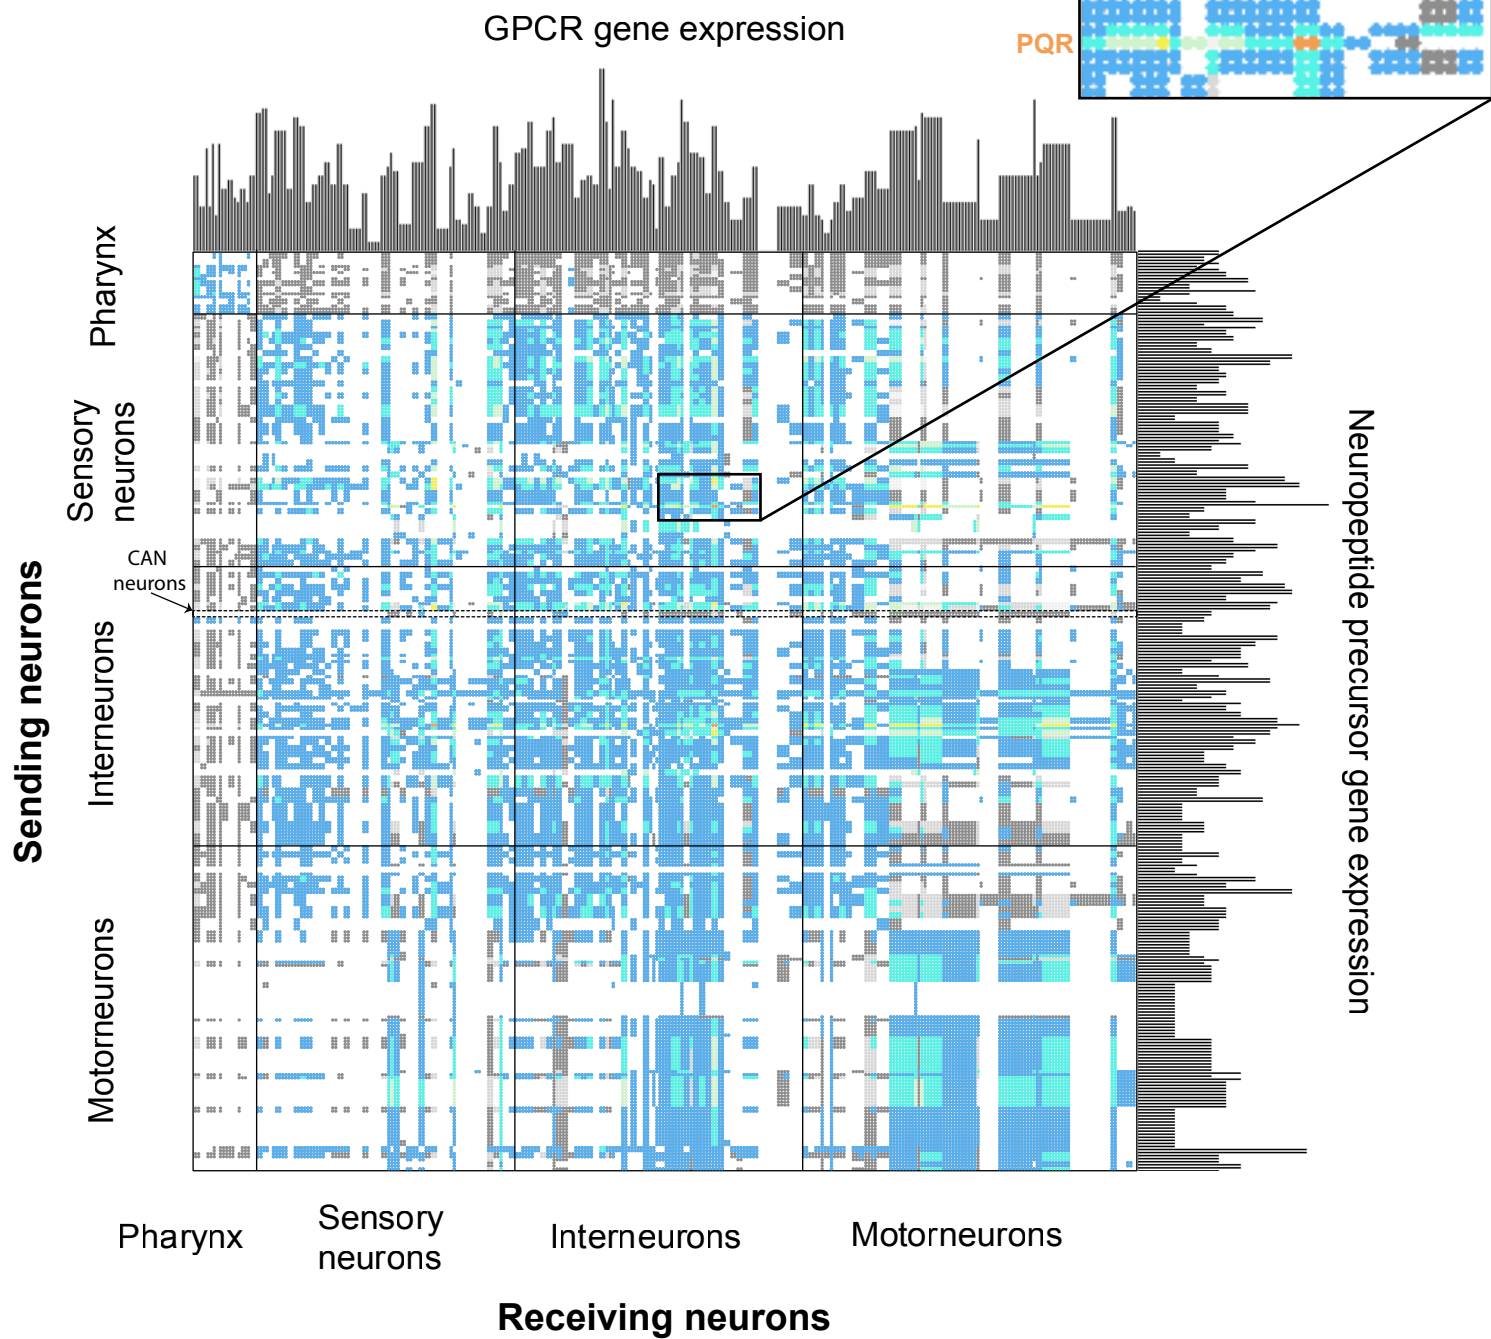 GPCR gene expression
PQR
Pharynx
Sensory
neurons
CAN
neurons
Interneurons
Motorneurons
Sending neurons
Neuropeptide precursor gene expression
Pharynx
Sensory
neurons
Interneurons
Motorneurons
Receiving neurons